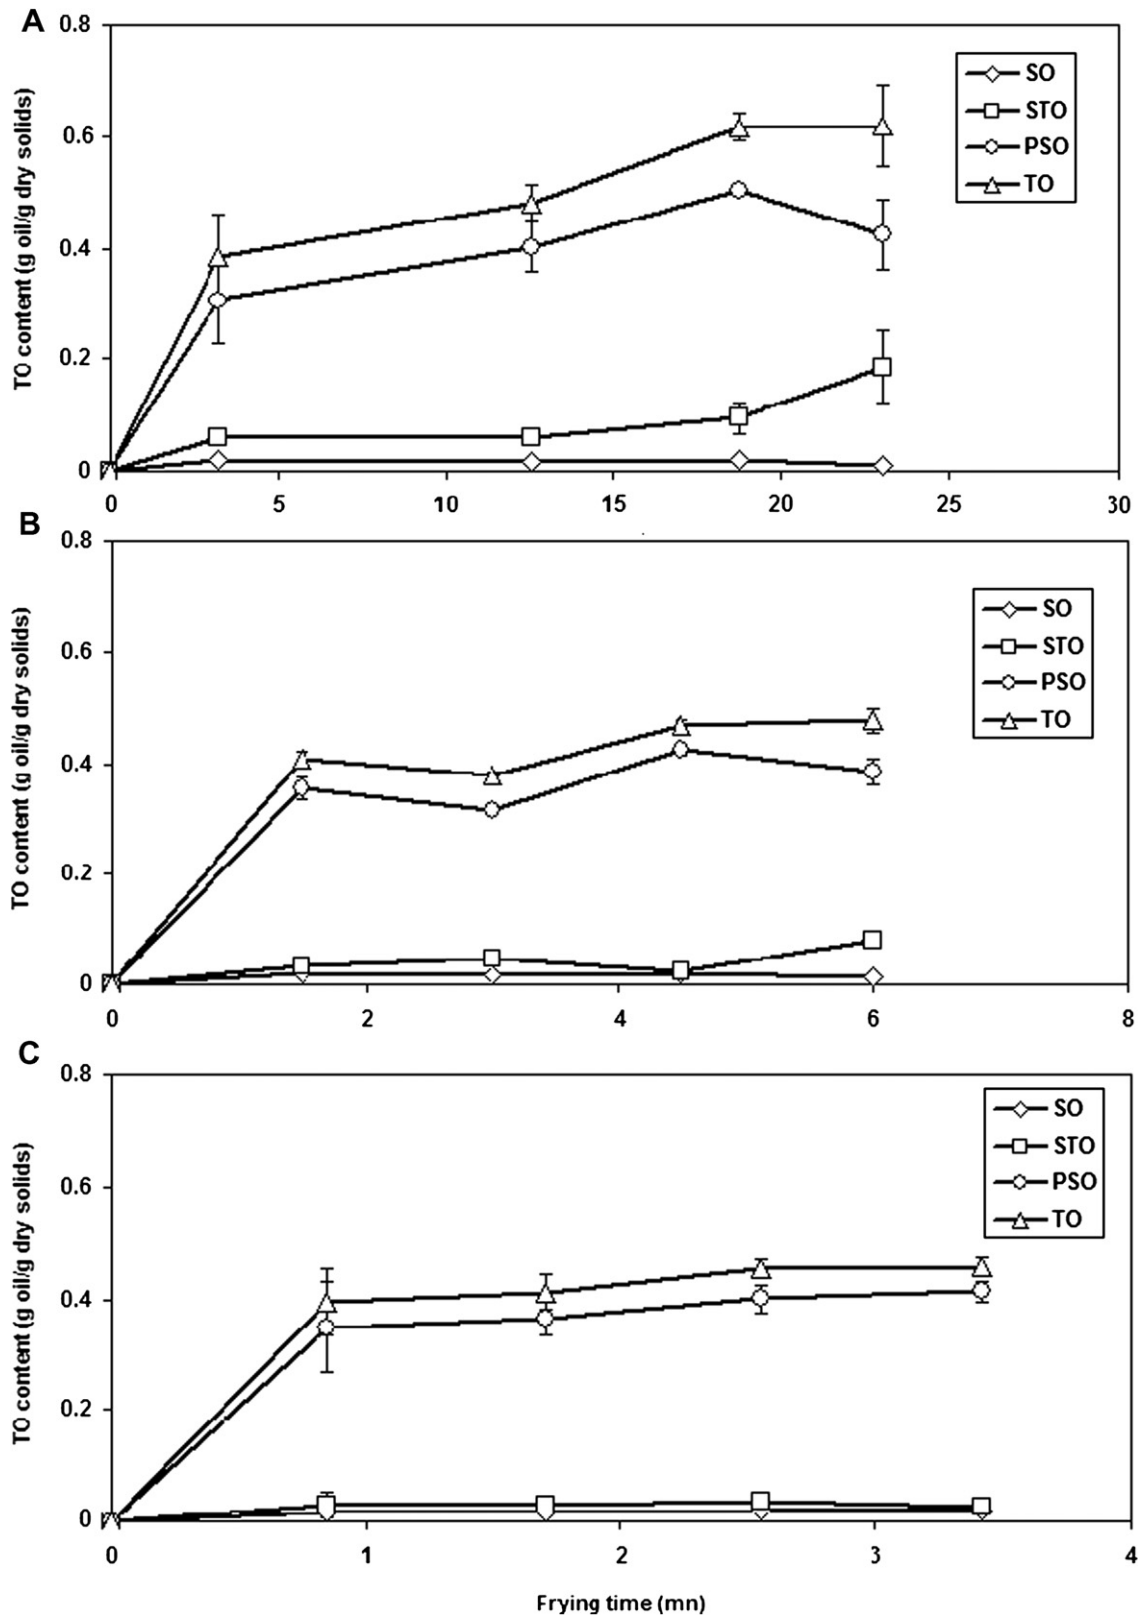 A
0.8
0.6
0.4
0.2
0
TO content (g oil/g dry solids)
SO
STO
PSO
TO
0 5 10 15 20 25 30
B
0.8
0.6
0.4
0.2
0
TO content (g oil/g dry solids)
SO
STO
PSO
TO
0 2 4 6 8
C
0.8
0.6
0.4
0.2
0
TO content (g oil/g dry solids)
SO
STO
PSO
TO
0 1 2 3 4
Frying time (mn)